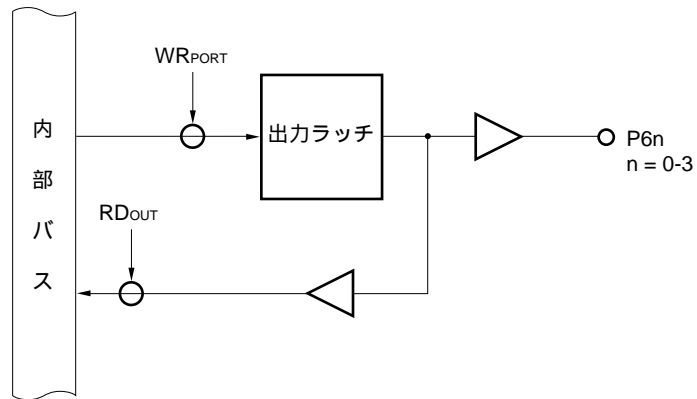 WRPORT
内部バス
出力ラッチ
P6n
n = 0-3
RDOUT